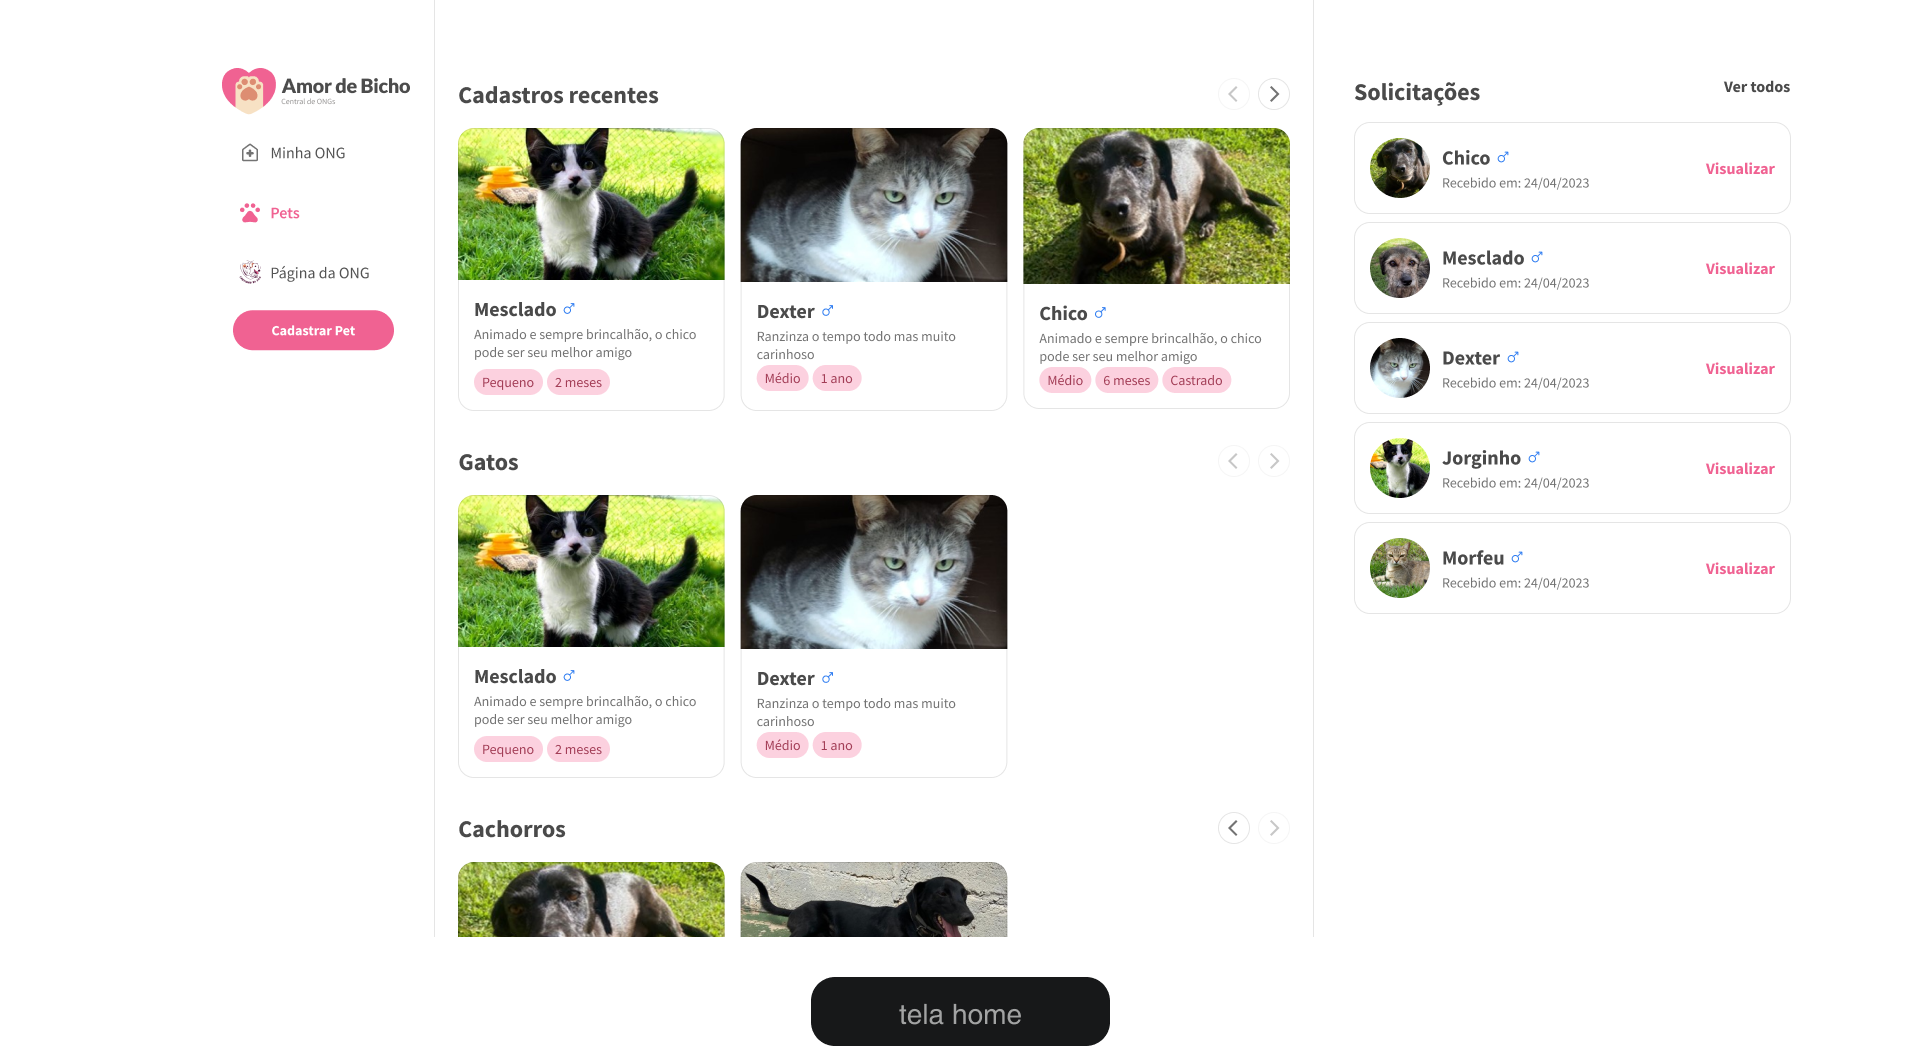 Amor de Bicho
Central de ONGs
Minha ONG
Pets
Página da ONG
Cadastrar Pet
Cadastros recentes
Mesclado
Animado e sempre brincalhão, o chico
pode ser seu melhor amigo
Pequeno 2 meses
Dexter
Ranzinza o tempo todo mas muito
carinhoso
Médio 1 ano
Chico
Animado e sempre brincalhão, o chico
pode ser seu melhor amigo
Médio 6 meses Castrado
Gatos
Mesclado
Animado e sempre brincalhão, o chico
pode ser seu melhor amigo
Pequeno 2 meses
Dexter
Ranzinza o tempo todo mas muito
carinhoso
Médio 1 ano
Cachorros
Solicitações Ver todos
Chico
Recebido em: 24/04/2023
Visualizar
Mesclado
Recebido em: 24/04/2023
Visualizar
Dexter
Recebido em: 24/04/2023
Visualizar
Jorginho
Recebido em: 24/04/2023
Visualizar
Morfeu
Recebido em: 24/04/2023
Visualizar
tela home